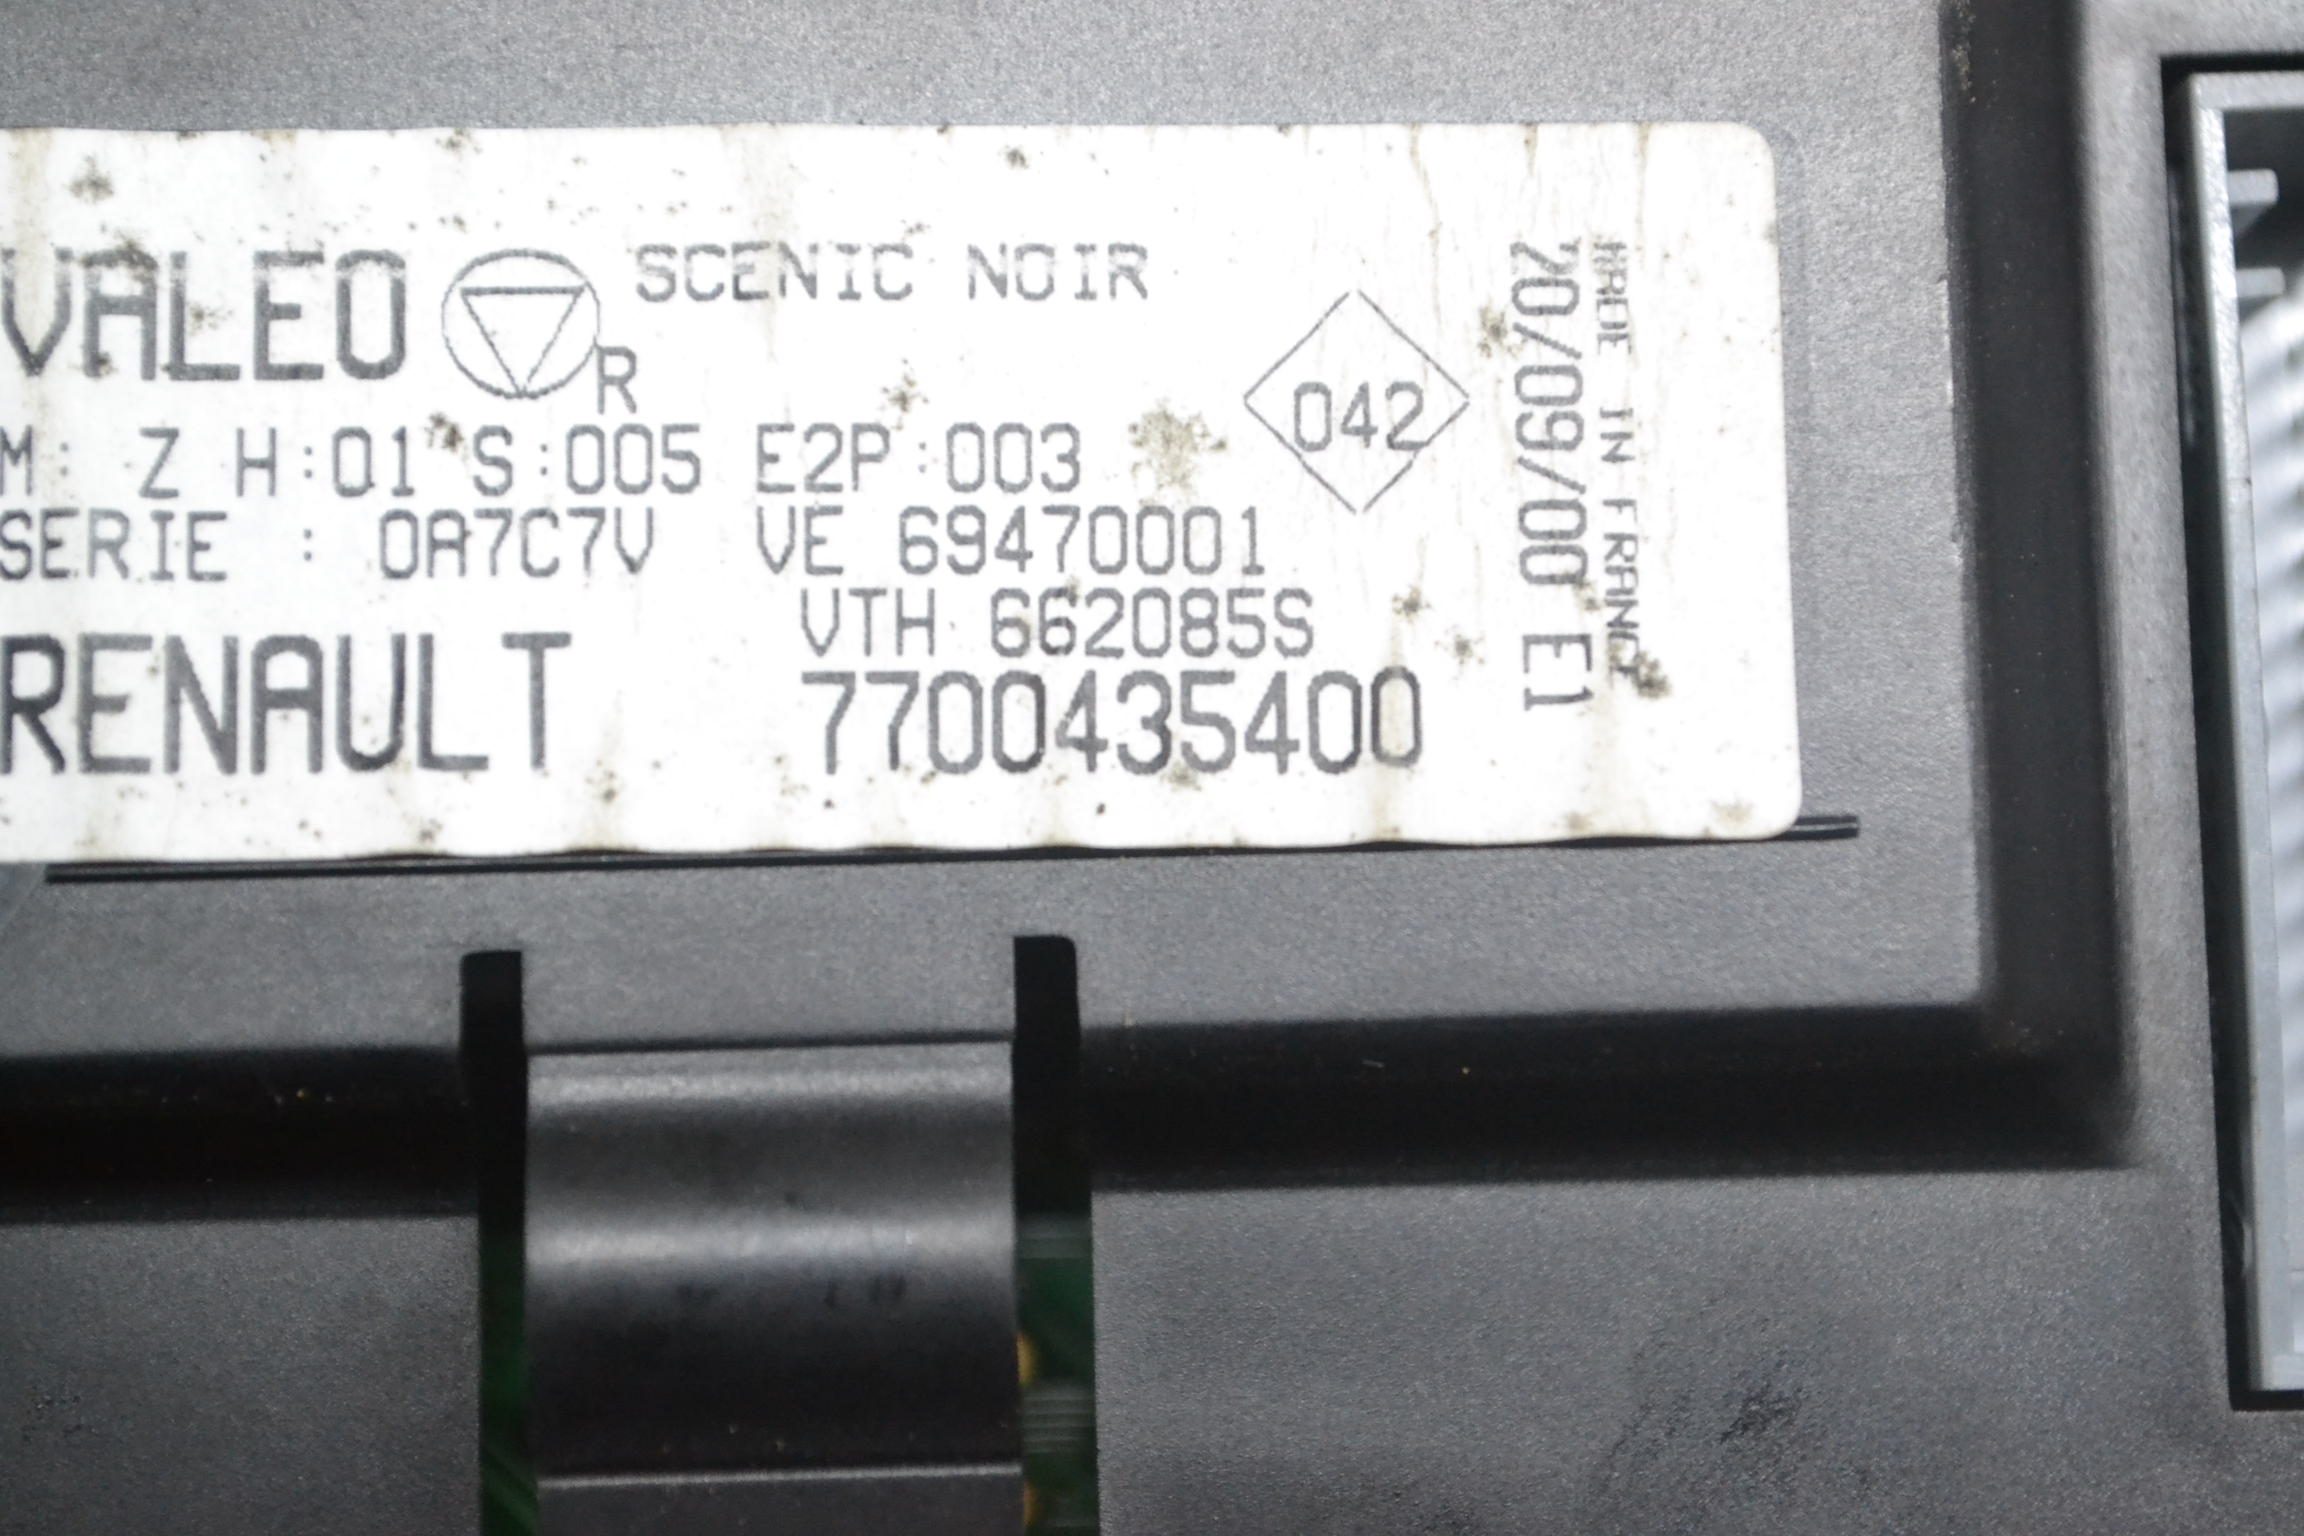 VALEO R SCENIC NOIR
042
M: Z H:01 S:005 E2P:003
SERIE : 0A7C7V VE 69470001
VTH 662085S
RENAULT 7700435400
MADE IN FRANCE
20/09/00 E1